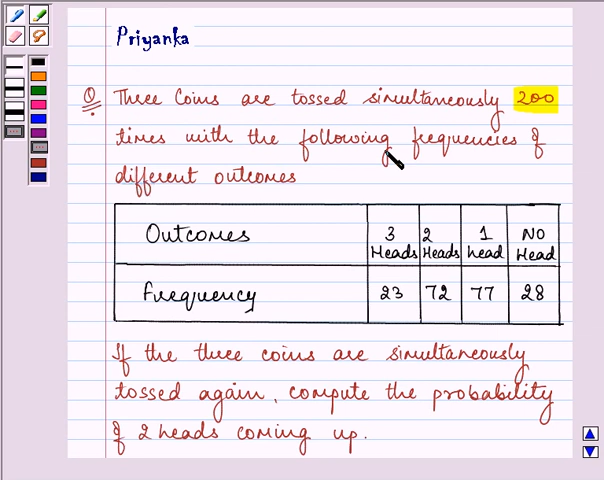 Priyanka
Q Three Coins are tossed simultaneously 200
times with the following frequencies of
different outcomes
Outcomes 3 Heads 2 Heads 1 head NO Head
Frequency 23 72 77 28
If the three coins are simultaneously
tossed again, compute the probability
of 2 heads coming up.